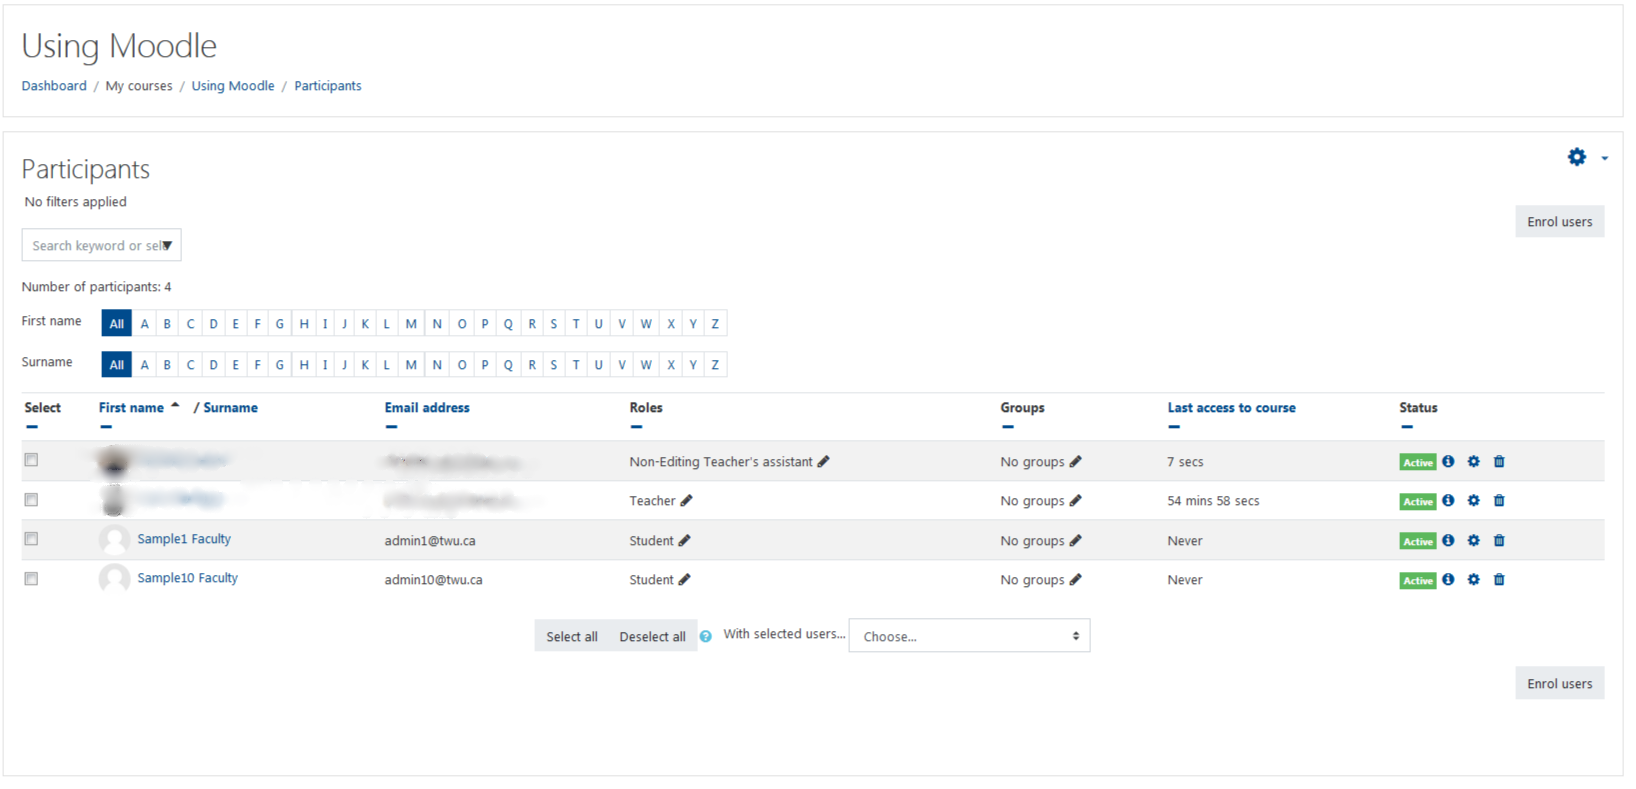 Using Moodle
Dashboard / My courses / Using Moodle / Participants
Participants
No filters applied
Enrol users
Search keyword or sel
Number of participants: 4
First name All A B C D E F G H I J K L M N O P Q R S T U V W X Y Z
Surname All A B C D E F G H I J K L M N O P Q R S T U V W X Y Z
Select First name / Surname Email address Roles Groups Last access to course Status
Non-Editing Teacher's assistant No groups 7 secs Active
Teacher No groups 54 mins 58 secs Active
Sample1 Faculty admin1@twu.ca Student No groups Never Active
Sample10 Faculty admin10@twu.ca Student No groups Never Active
Select all Deselect all ? With selected users... Choose...
Enrol users